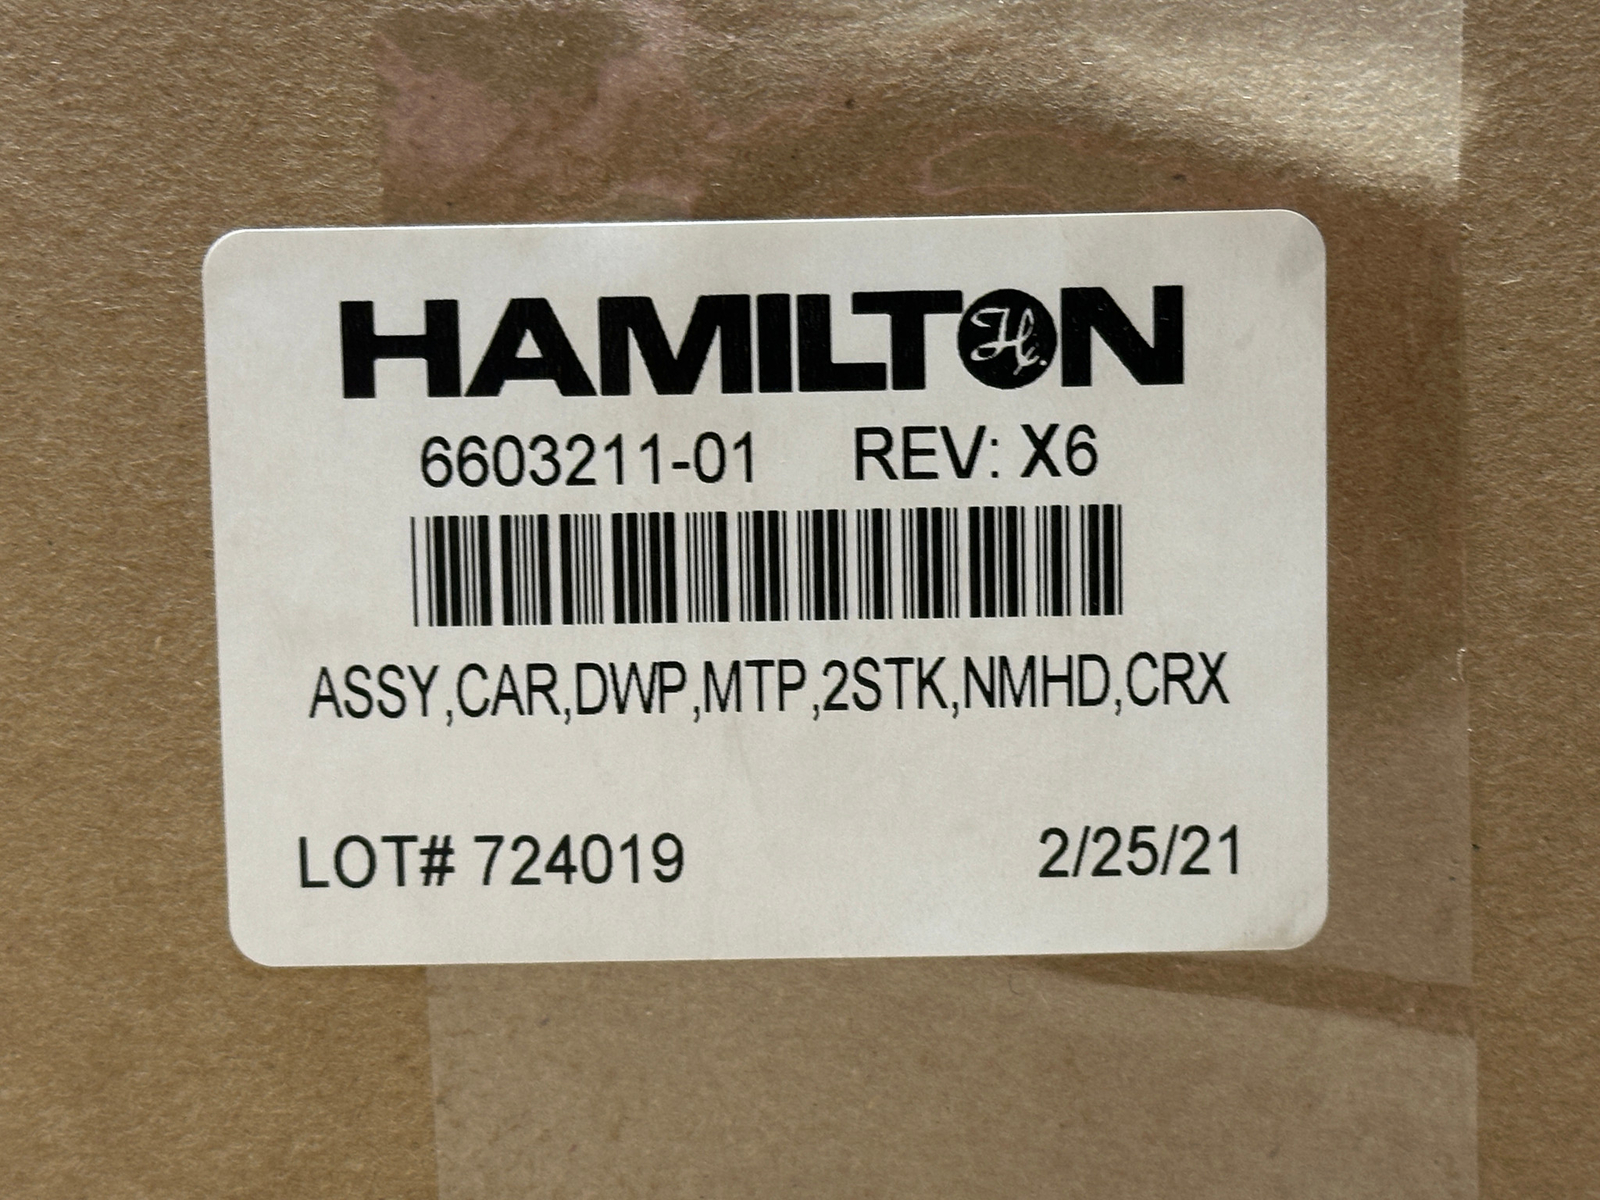 HAMILTON
6603211-01 REV: X6
ASSY,CAR,DWP,MTP,2STK,NMHD,CRX
LOT# 724019 2/25/21